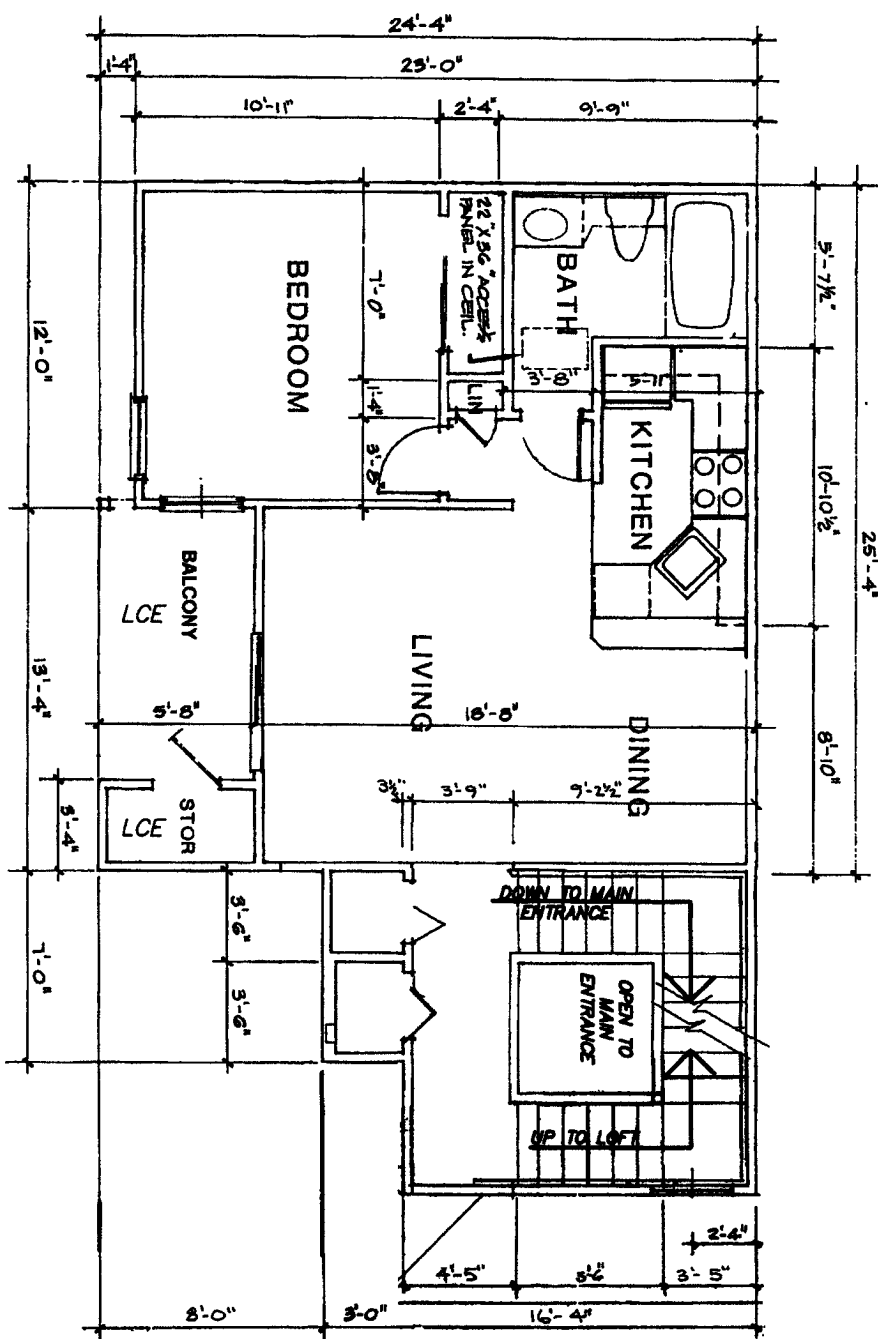 24'-4"
1'-4"
23'-0"
10'-11"
2'-4"
9'-9"
22"X36" ACCESS
PANEL IN CEIL.
BATH
5'-7½"
BEDROOM
7'-0"
12'-0"
3'-8"
5'-11"
LIN
1'-4"
KITCHEN
10'-10½"
25'-4"
BALCONY
LCE
LIVING
13'-4"
5'-8"
18'-8"
DINING
8'-10"
3½"
3'-9"
9'-2½"
STOR
LCE
DOWN TO MAIN
ENTRANCE
3'-6"
7'-0"
3'-6"
OPEN TO
MAIN
ENTRANCE
UP TO LOFT
2'-4"
4'-5"
3'-5"
8'-0"
3'-0"
16'-4"